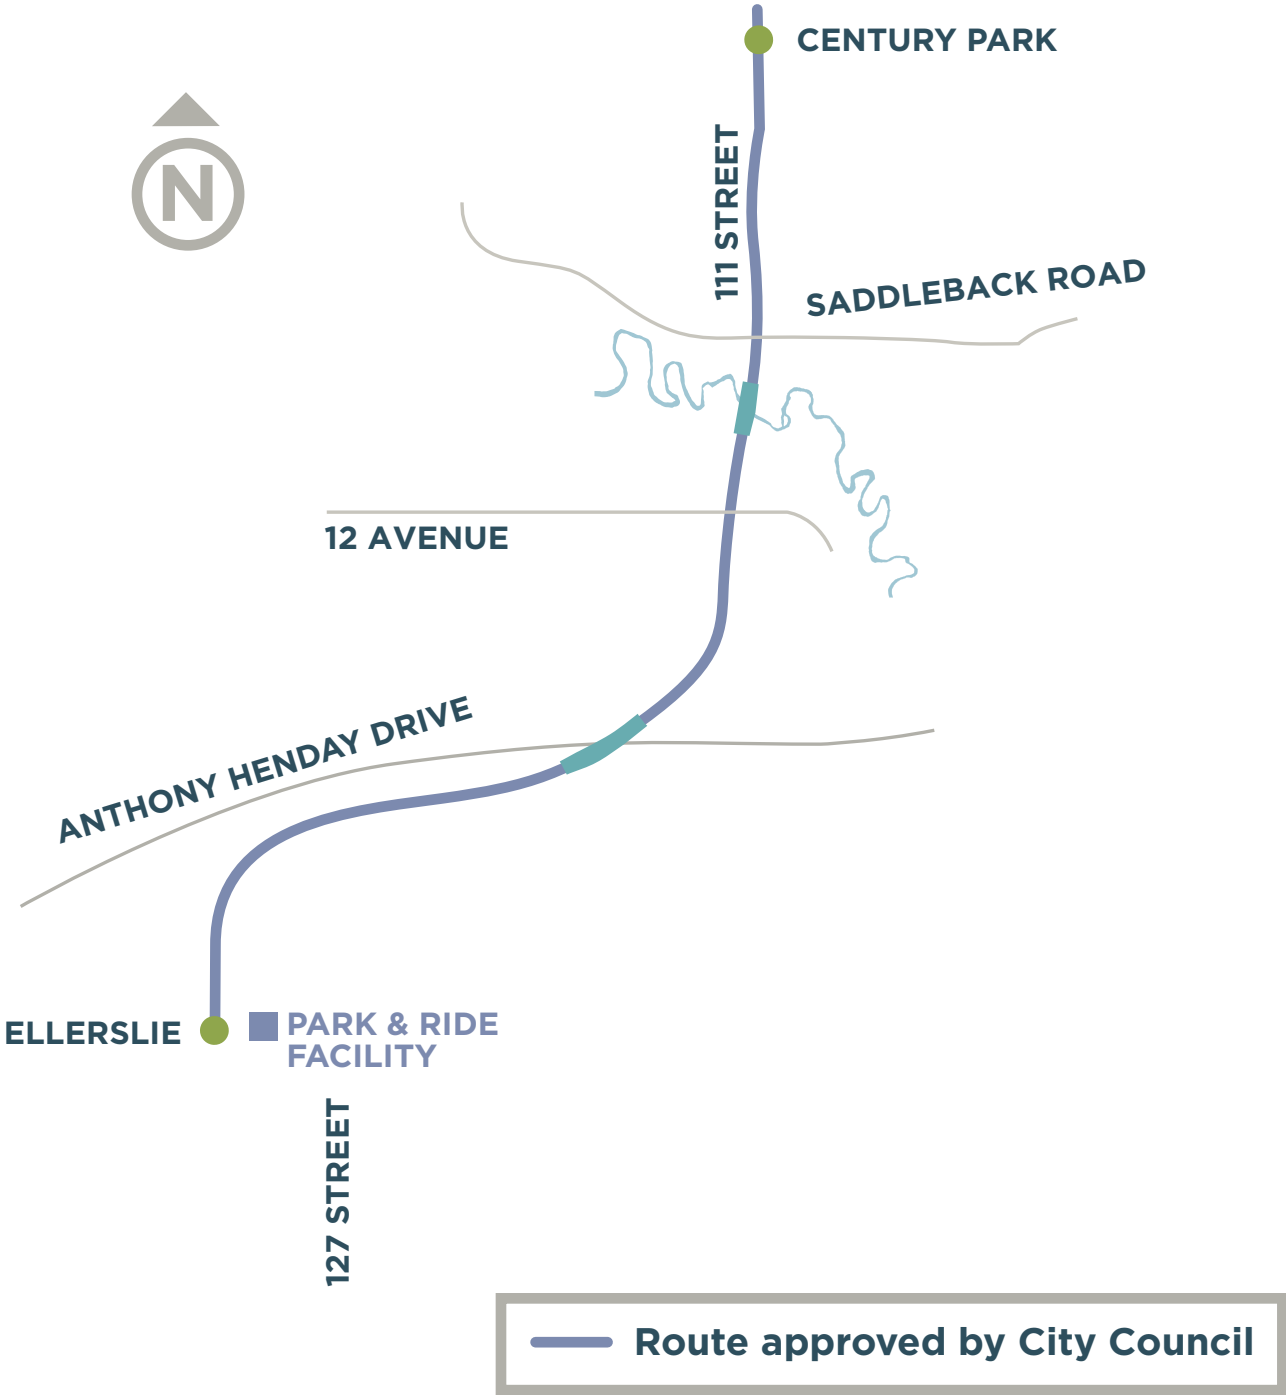 CENTURY PARK
N
111 STREET
SADDLEBACK ROAD
12 AVENUE
ANTHONY HENDAY DRIVE
ELLERSLIE
PARK & RIDE
FACILITY
127 STREET
Route approved by City Council